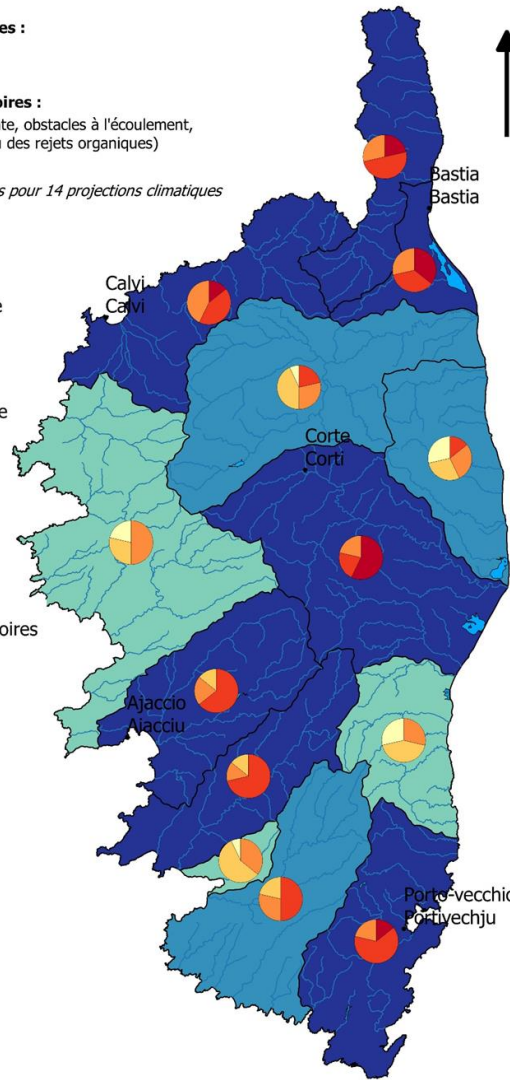 es :
oires :
te, obstacles à l'écoulement,
u des rejets organiques)
s pour 14 projections climatiques
Bastia
Bastia
Calvi
Calvi
e
e
Corte
Corti
oires
Ajaccio
Aiacciu
Porto-vecchio
Portivechju